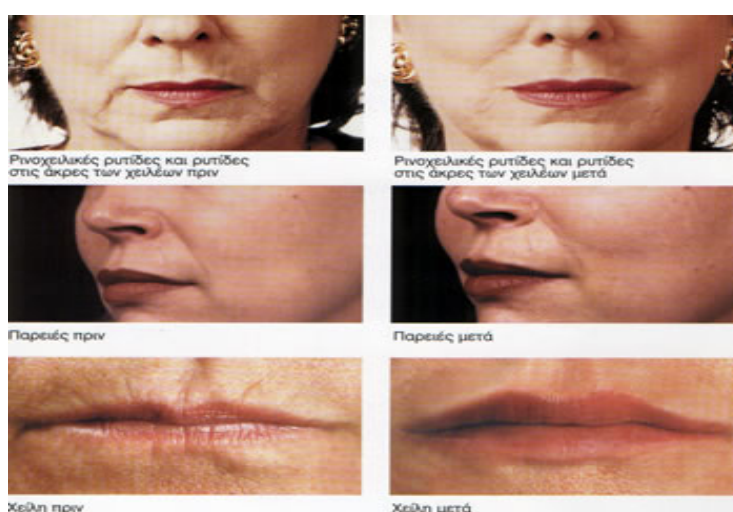 Ρινοχειλικές ρυτίδες και ρυτίδες
στις άκρες των χειλέων πριν
Ρινοχειλικές ρυτίδες και ρυτίδες
στις άκρες των χειλέων μετά
Παρειές πριν
Παρειές μετά
Χείλη πριν
Χείλη μετά